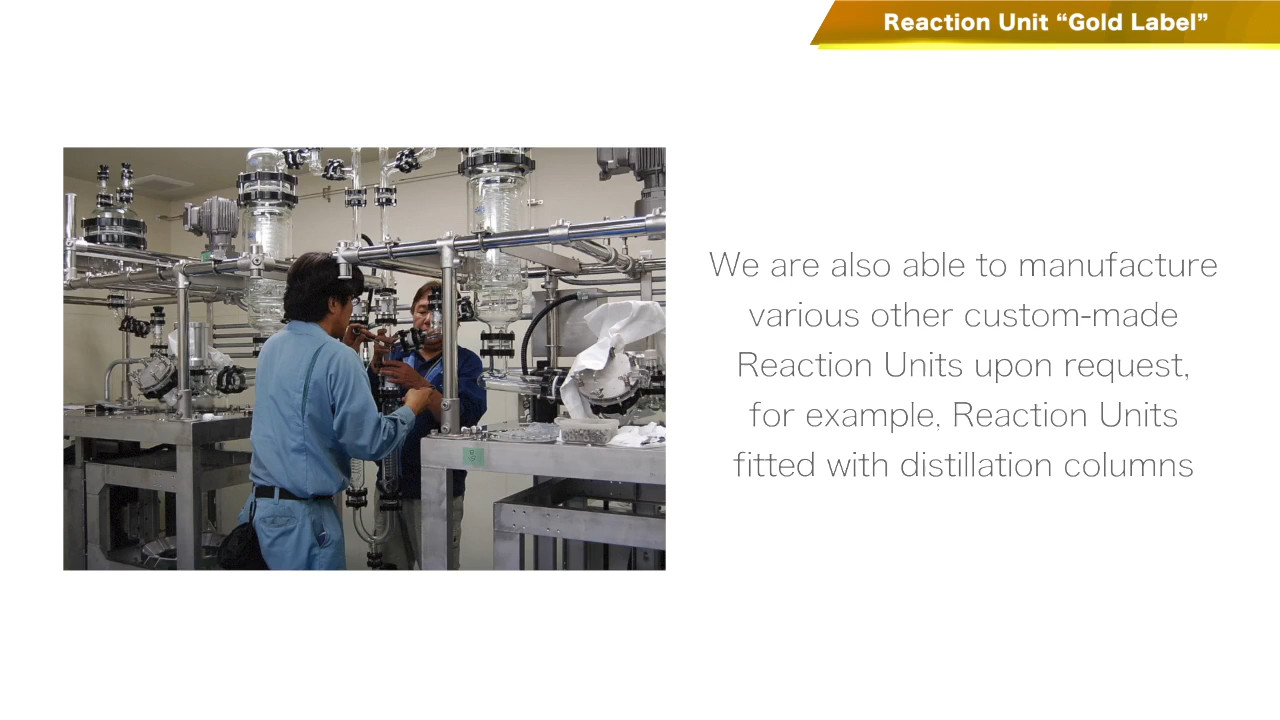 Reaction Unit “Gold Label”
We are also able to manufacture
various other custom-made
Reaction Units upon request,
for example, Reaction Units
fitted with distillation columns